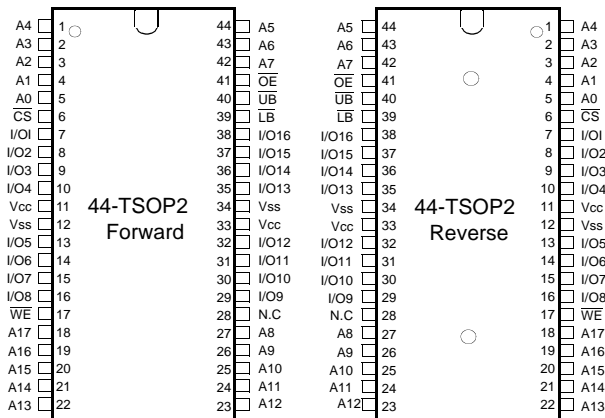 A4 1 44 A5 A5 44 1 A4
A3 2 43 A6 A6 43 2 A3
A2 3 42 A7 A7 42 3 A2
A1 4 41 OE OE 41 4 A1
A0 5 40 UB UB 40 5 A0
CS 6 39 LB LB 39 6 CS
I/OI 7 38 I/O16 I/O16 38 7 I/OI
I/O2 8 37 I/O15 I/O15 37 8 I/O2
I/O3 9 36 I/O14 I/O14 36 9 I/O3
I/O4 10 35 I/O13 I/O13 35 10 I/O4
Vcc 11 44-TSOP2 34 Vss Vss 34 44-TSOP2 11 Vcc
Vss 12 Forward 33 Vcc Vcc 33 Reverse 12 Vss
I/O5 13 32 I/O12 I/O12 32 13 I/O5
I/O6 14 31 I/O11 I/O11 31 14 I/O6
I/O7 15 30 I/O10 I/O10 30 15 I/O7
I/O8 16 29 I/O9 I/O9 29 16 I/O8
WE 17 28 N.C N.C 28 17 WE
A17 18 27 A8 A8 27 18 A17
A16 19 26 A9 A9 26 19 A16
A15 20 25 A10 A10 25 20 A15
A14 21 24 A11 A11 24 21 A14
A13 22 23 A12 A12 23 22 A13